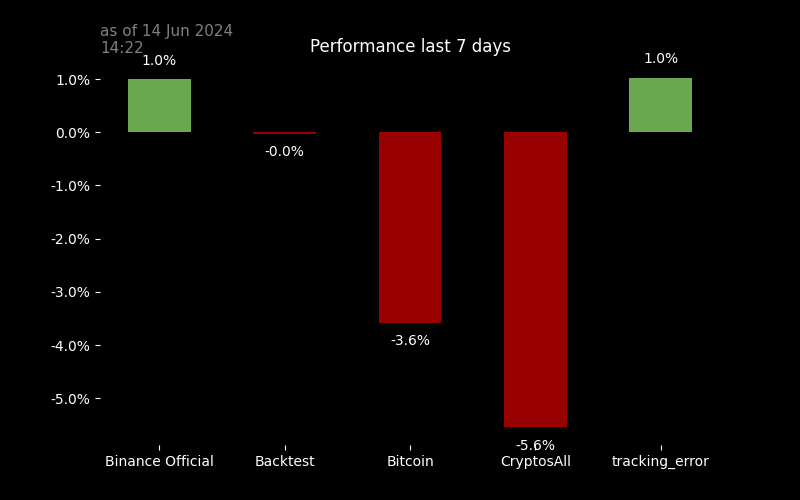 as of 14 Jun 2024
14:22
Performance last 7 days
1.0%
1.0%
1.0%
0.0%
-0.0%
-1.0%
-2.0%
-3.0%
-3.6%
-4.0%
-5.0%
-5.6%
Binance Official
Backtest
Bitcoin
CryptosAll
tracking_error